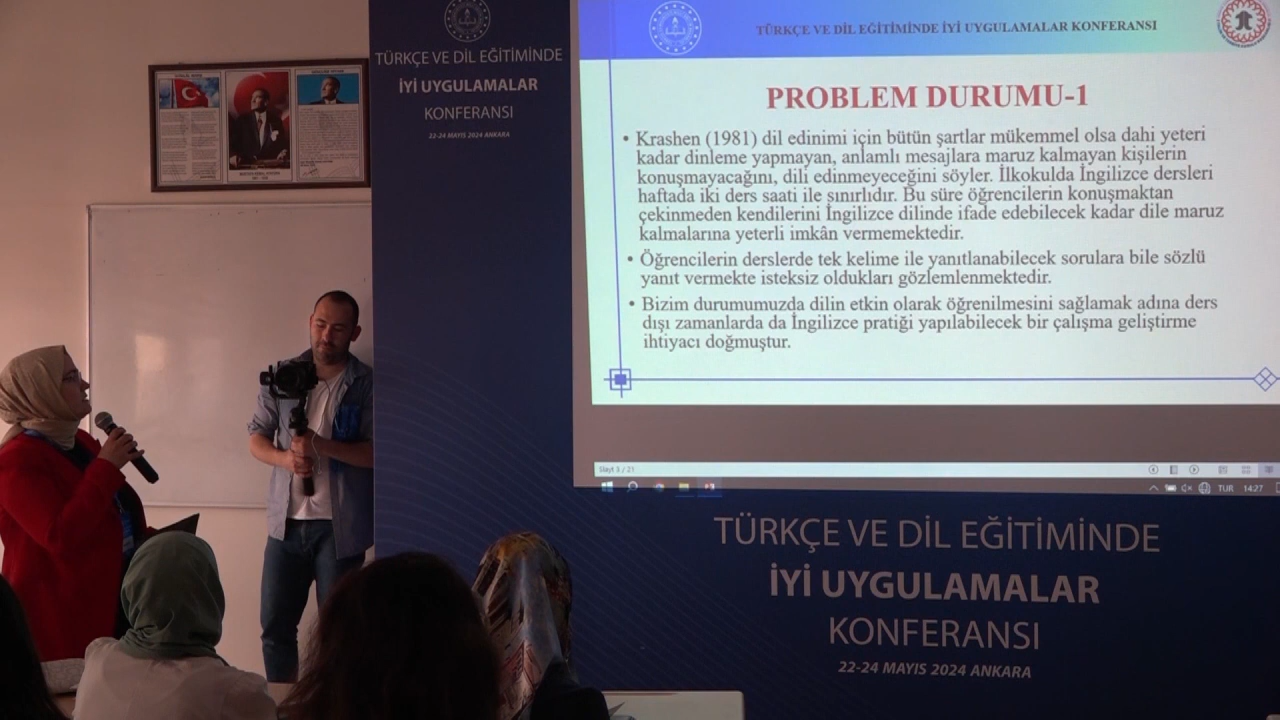 TÜRKÇE VE DİL EĞİTİMİNDE
İYİ UYGULAMALAR
KONFERANSI
22-24 MAYIS 2024 ANKARA
TÜRKÇE VE DİL EĞİTİMİNDE İYİ UYGULAMALAR KONFERANSI
PROBLEM DURUMU-1
• Krashen (1981) dil edinimi için bütün şartlar mükemmel olsa dahi yeteri
kadar dinleme yapmayan, anlamlı mesajlara maruz kalmayan kişilerin
konuşmayacağını, dili edinmeyeceğini söyler. İlkokulda İngilizce dersleri
haftada iki ders saati ile sınırlıdır. Bu süre öğrencilerin konuşmaktan
çekinmeden kendilerini İngilizce dilinde ifade edebilecek kadar dile maruz
kalmalarına yeterli imkân vermemektedir.
• Öğrencilerin derslerde tek kelime ile yanıtlanabilecek sorulara bile sözlü
yanıt vermekte isteksiz oldukları gözlemlenmektedir.
• Bizim durumumuzda dilin etkin olarak öğrenilmesini sağlamak adına ders
dışı zamanlarda da İngilizce pratiği yapılabilecek bir çalışma geliştirme
ihtiyacı doğmuştur.
Slayt 3 / 21
TUR 14:27
TÜRKÇE VE DİL EĞİTİMİNDE
İYİ UYGULAMALAR
KONFERANSI
22-24 MAYIS 2024 ANKARA